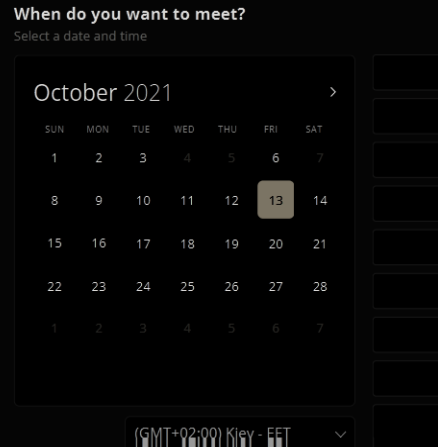 When do you want to meet?
Select a date and time
October 2021
SUN MON TUE WED THU FRI SAT
1 2 3 4 5 6 7
8 9 10 11 12 13 14
15 16 17 18 19 20 21
22 23 24 25 26 27 28
1 2 3 4 5 6 7
(GMT+02:00) Kiev - EET